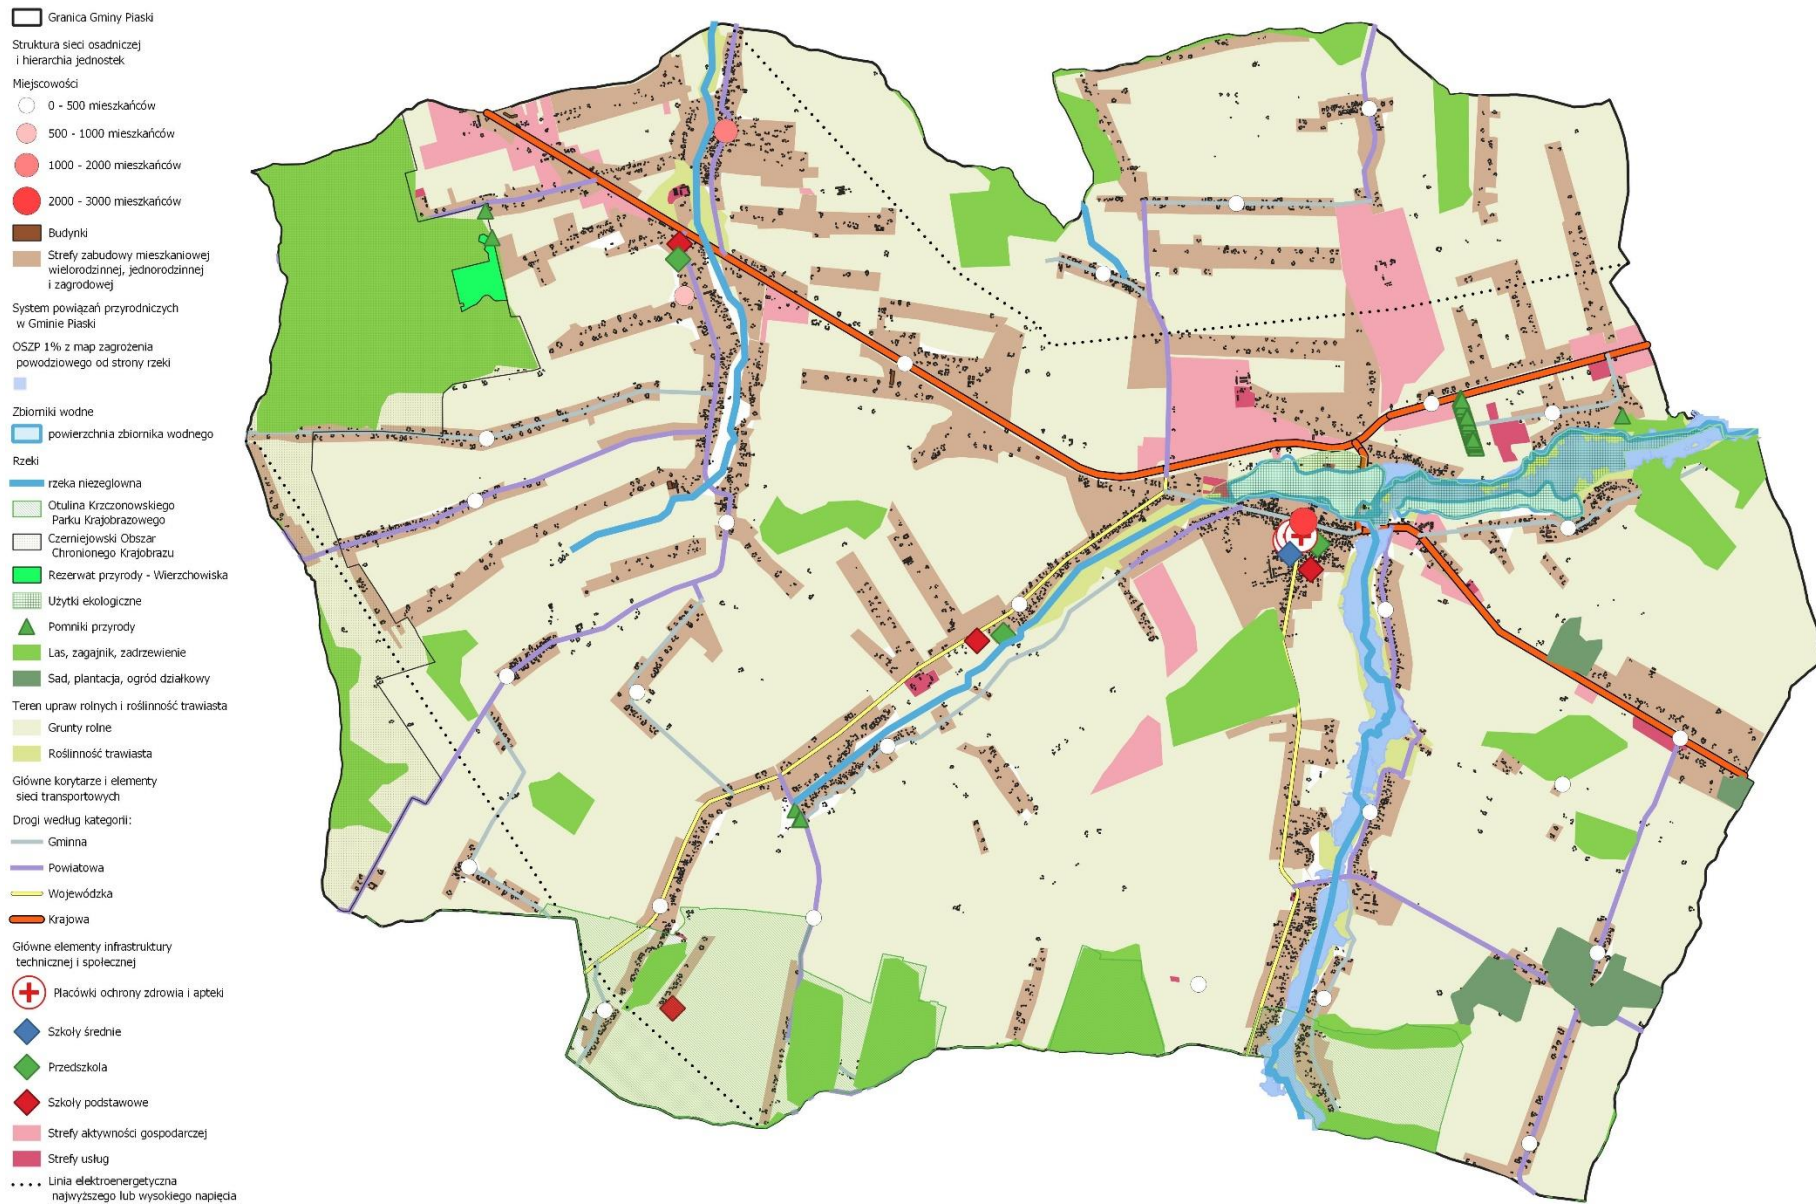 Granica Gminy Piaski
Struktura sieci osadniczej
i hierarchia jednostek
Miejscowości
0 - 500 mieszkańców
500 - 1000 mieszkańców
1000 - 2000 mieszkańców
2000 - 3000 mieszkańców
Budynki
Strefy zabudowy mieszkaniowej
wielorodzinnej, jednorodzinnej
i zagrodowej
System powiązań przyrodniczych
w Gminie Piaski
OSZP 1% z map zagrożenia
powodziowego od strony rzeki
Zbiorniki wodne
powierzchnia zbiornika wodnego
Rzeki
rzeka nieżeglowna
Otulina Krzczonowskiego
Parku Krajobrazowego
Czerniejowski Obszar
Chronionego Krajobrazu
Rezerwat przyrody - Wierzchowiska
Użytki ekologiczne
Pomniki przyrody
Las, zagajnik, zadrzewienie
Sad, plantacja, ogród działkowy
Teren upraw rolnych i roślinność trawiasta
Grunty rolne
Roślinność trawiasta
Główne korytarze i elementy
sieci transportowych
Drogi według kategorii:
Gminna
Powiatowa
Wojewódzka
Krajowa
Główne elementy infrastruktury
technicznej i społecznej
Placówki ochrony zdrowia i apteki
Szkoły średnie
Przedszkola
Szkoły podstawowe
Strefy aktywności gospodarczej
Strefy usług
Linia elektroenergetyczna
najwyższego lub wysokiego napięcia